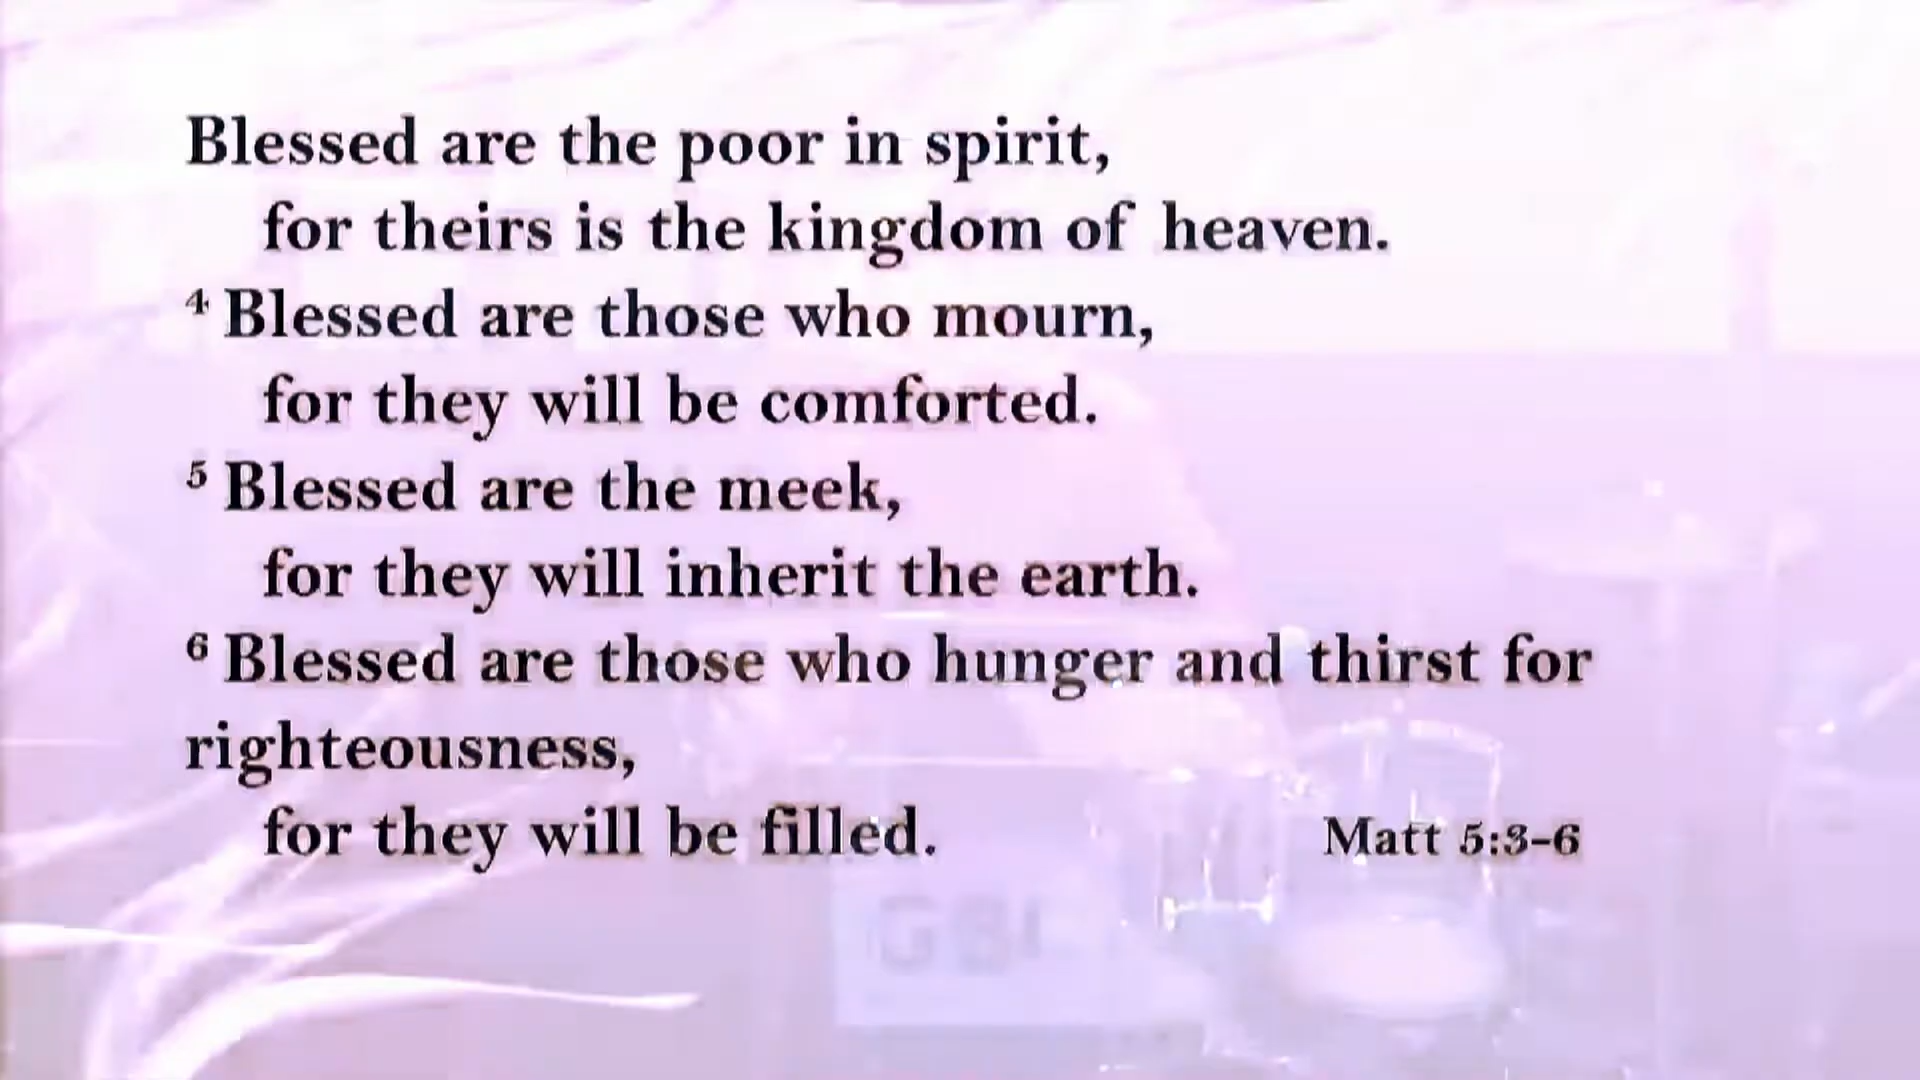 Blessed are the poor in spirit,
for theirs is the kingdom of heaven.
4 Blessed are those who mourn,
for they will be comforted.
5 Blessed are the meek,
for they will inherit the earth.
6 Blessed are those who hunger and thirst for
righteousness,
for they will be filled.
Matt 5:3-6